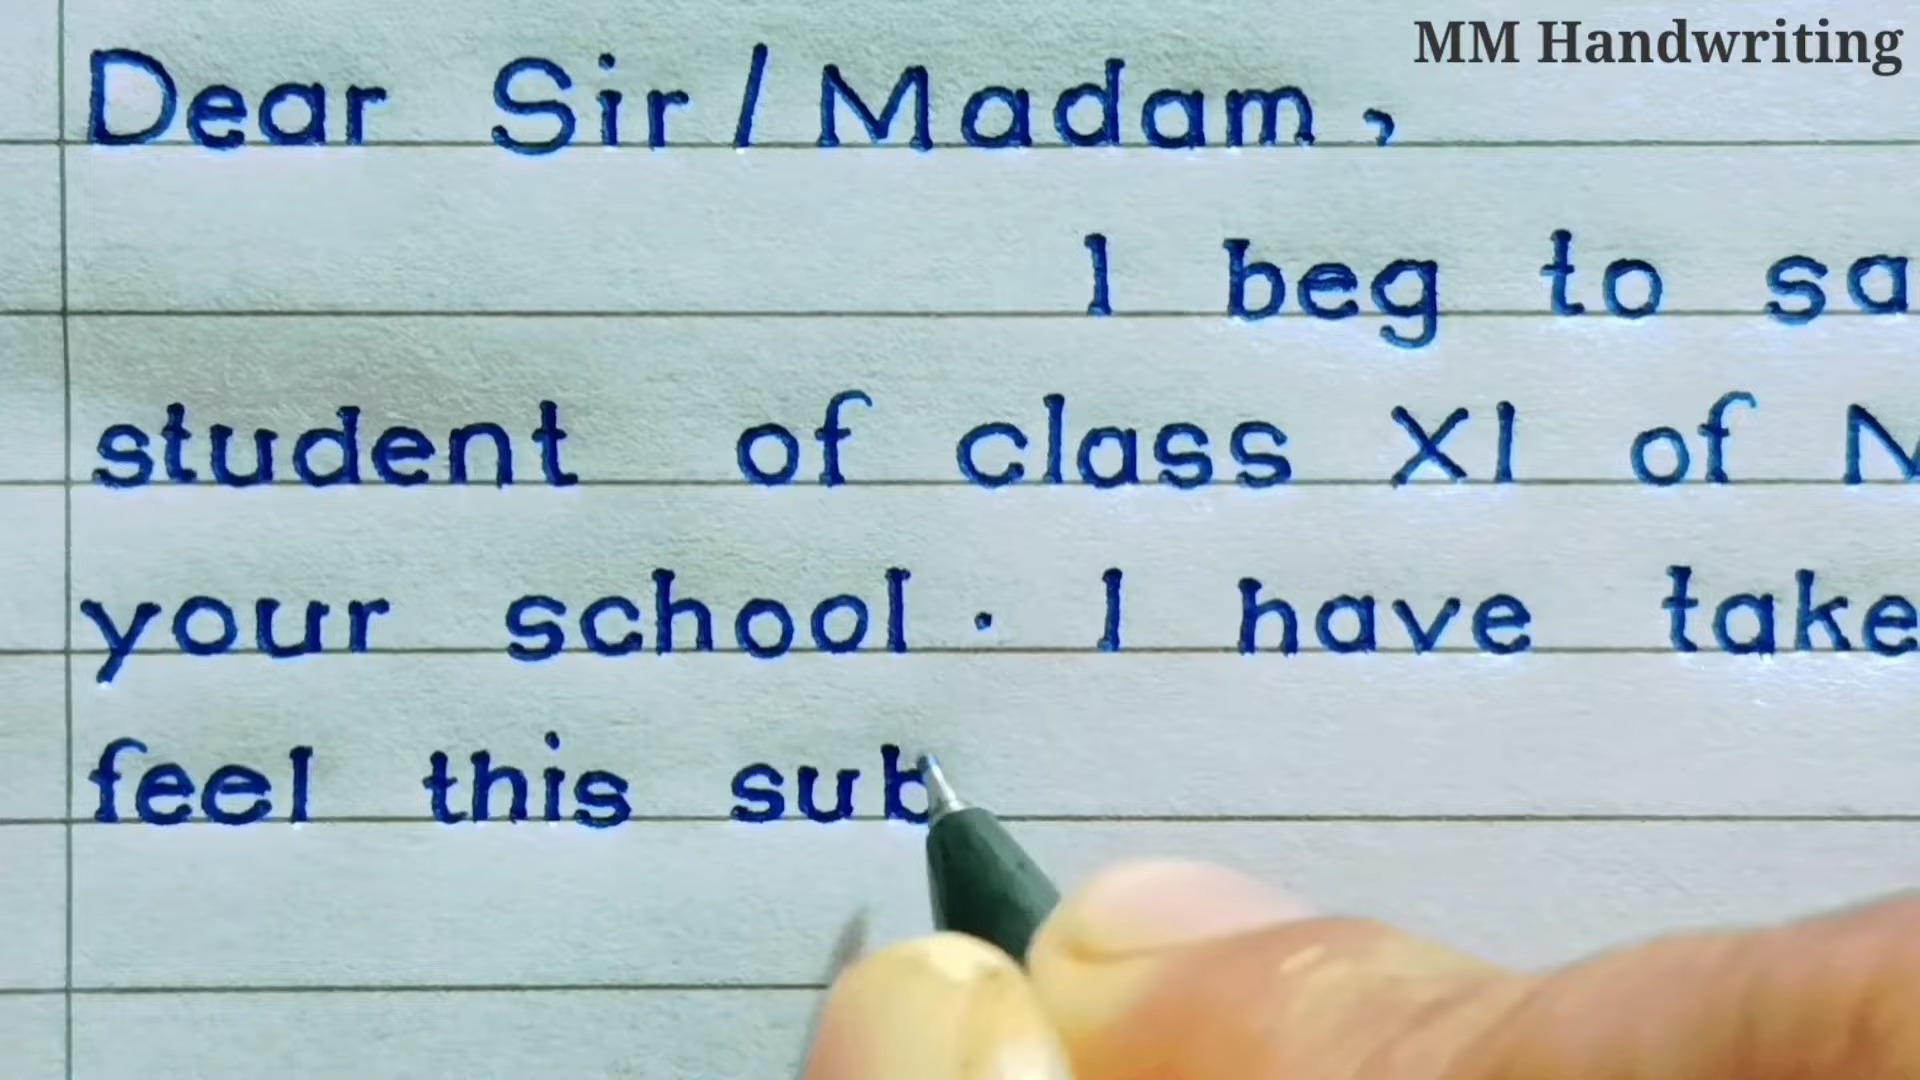 MM Handwriting
Dear Sir / Madam,
I beg to sa
student of class XI of N
your school. I have take
feel this sub